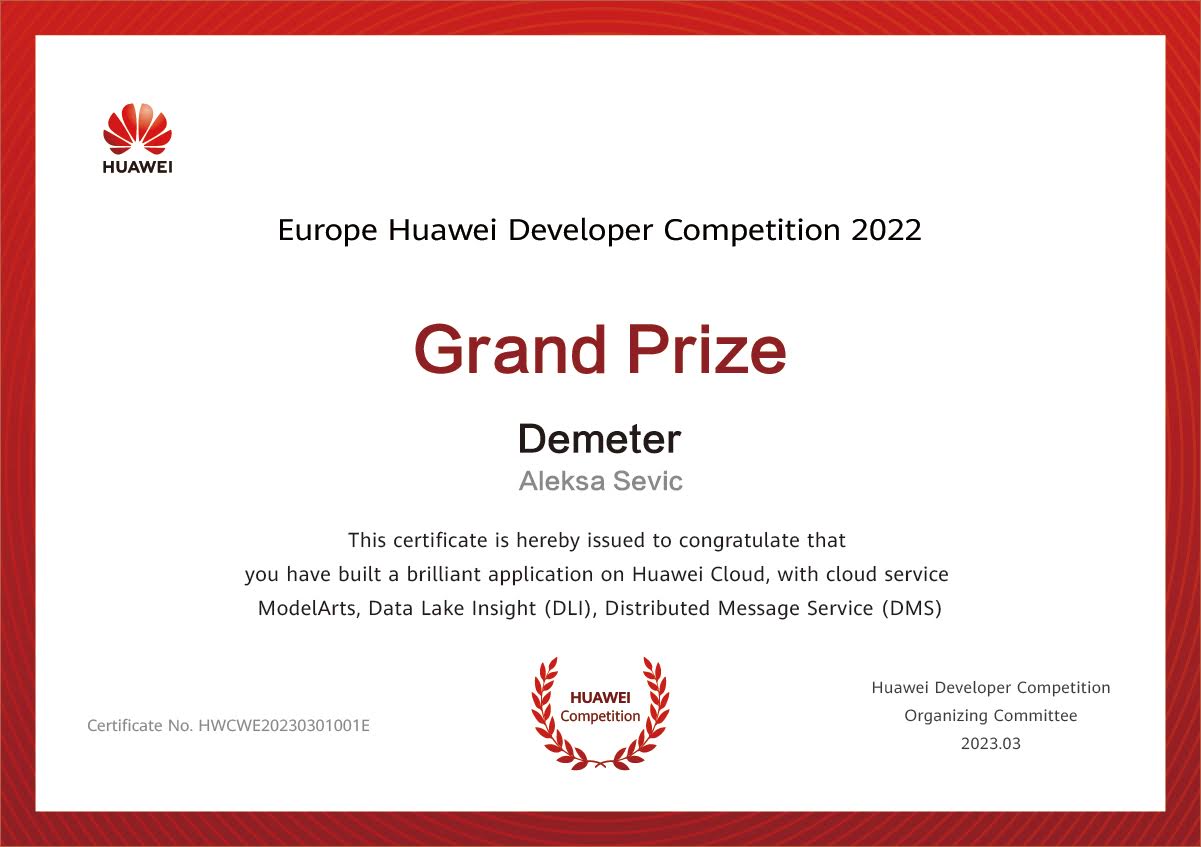 HUAWEI
Europe Huawei Developer Competition 2022
Grand Prize
Demeter
Aleksa Sevic
This certificate is hereby issued to congratulate that
you have built a brilliant application on Huawei Cloud, with cloud service
ModelArts, Data Lake Insight (DLI), Distributed Message Service (DMS)
HUAWEI
Competition
Certificate No. HWCWE20230301001E
Huawei Developer Competition
Organizing Committee
2023.03